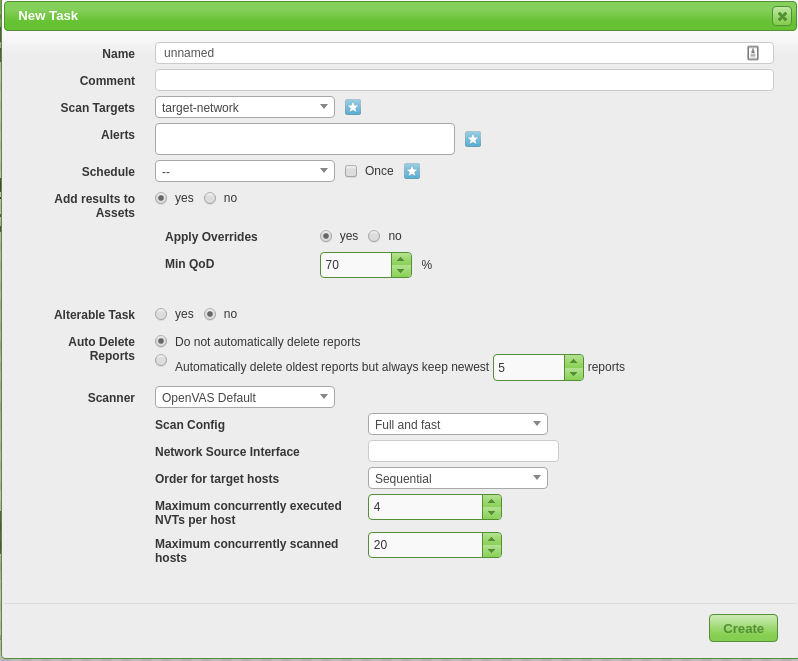 New Task
Name unnamed
Comment
Scan Targets target-network
Alerts
Schedule -- Once
Add results to yes no
Assets
Apply Overrides yes no
Min QoD 70 %
Alterable Task yes no
Auto Delete Do not automatically delete reports
Reports
Automatically delete oldest reports but always keep newest 5 reports
Scanner OpenVAS Default
Scan Config Full and fast
Network Source Interface
Order for target hosts Sequential
Maximum concurrently executed 4
NVTs per host
Maximum concurrently scanned 20
hosts
Create